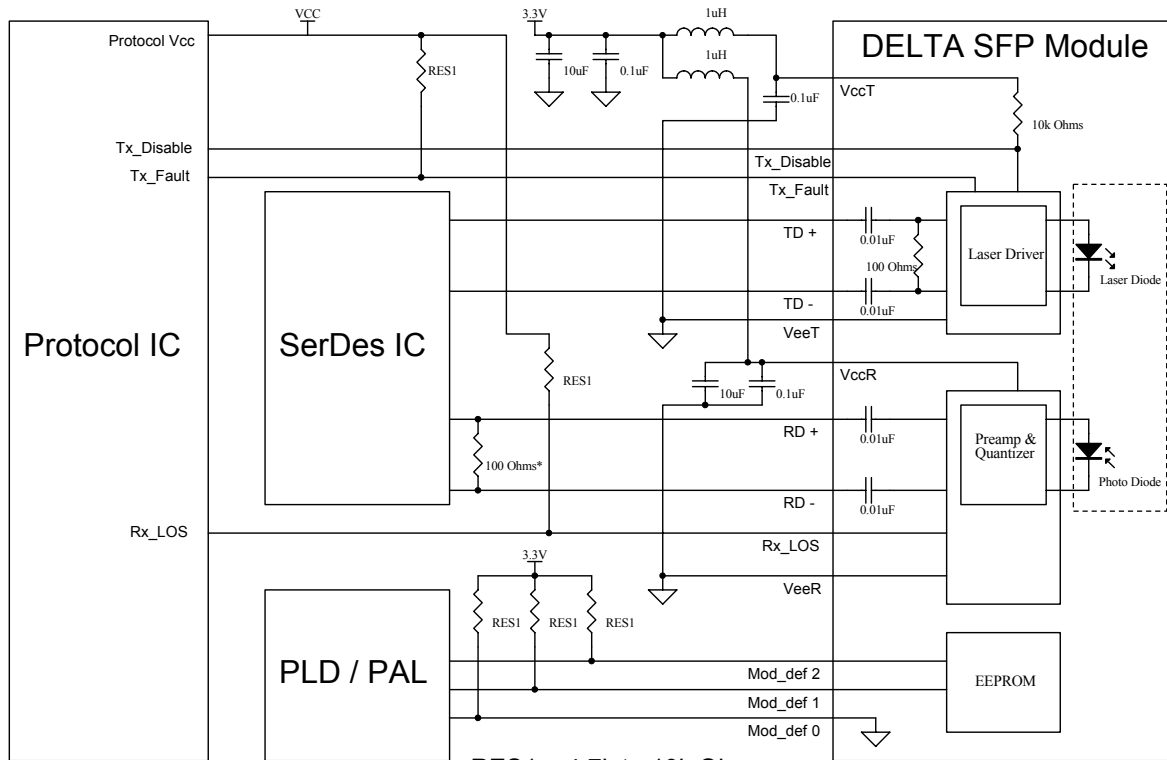 VCC
3.3V
1uH
1uH
DELTA SFP Module
Protocol Vcc
RES1
10uF
0.1uF
0.1uF
VccT
10k Ohms
Tx_Disable
Tx_Disable
Tx_Fault
Tx_Fault
TD +
0.01uF
100 Ohms
Laser Driver
Laser Diode
0.01uF
TD -
VeeT
Protocol IC
SerDes IC
RES1
10uF
0.1uF
VccR
RD +
0.01uF
Preamp &
Quantizer
100 Ohms*
Photo Diode
RD -
0.01uF
Rx_LOS
Rx_LOS
3.3V
VeeR
RES1
RES1
RES1
PLD / PAL
Mod_def 2
EEPROM
Mod_def 1
Mod_def 0